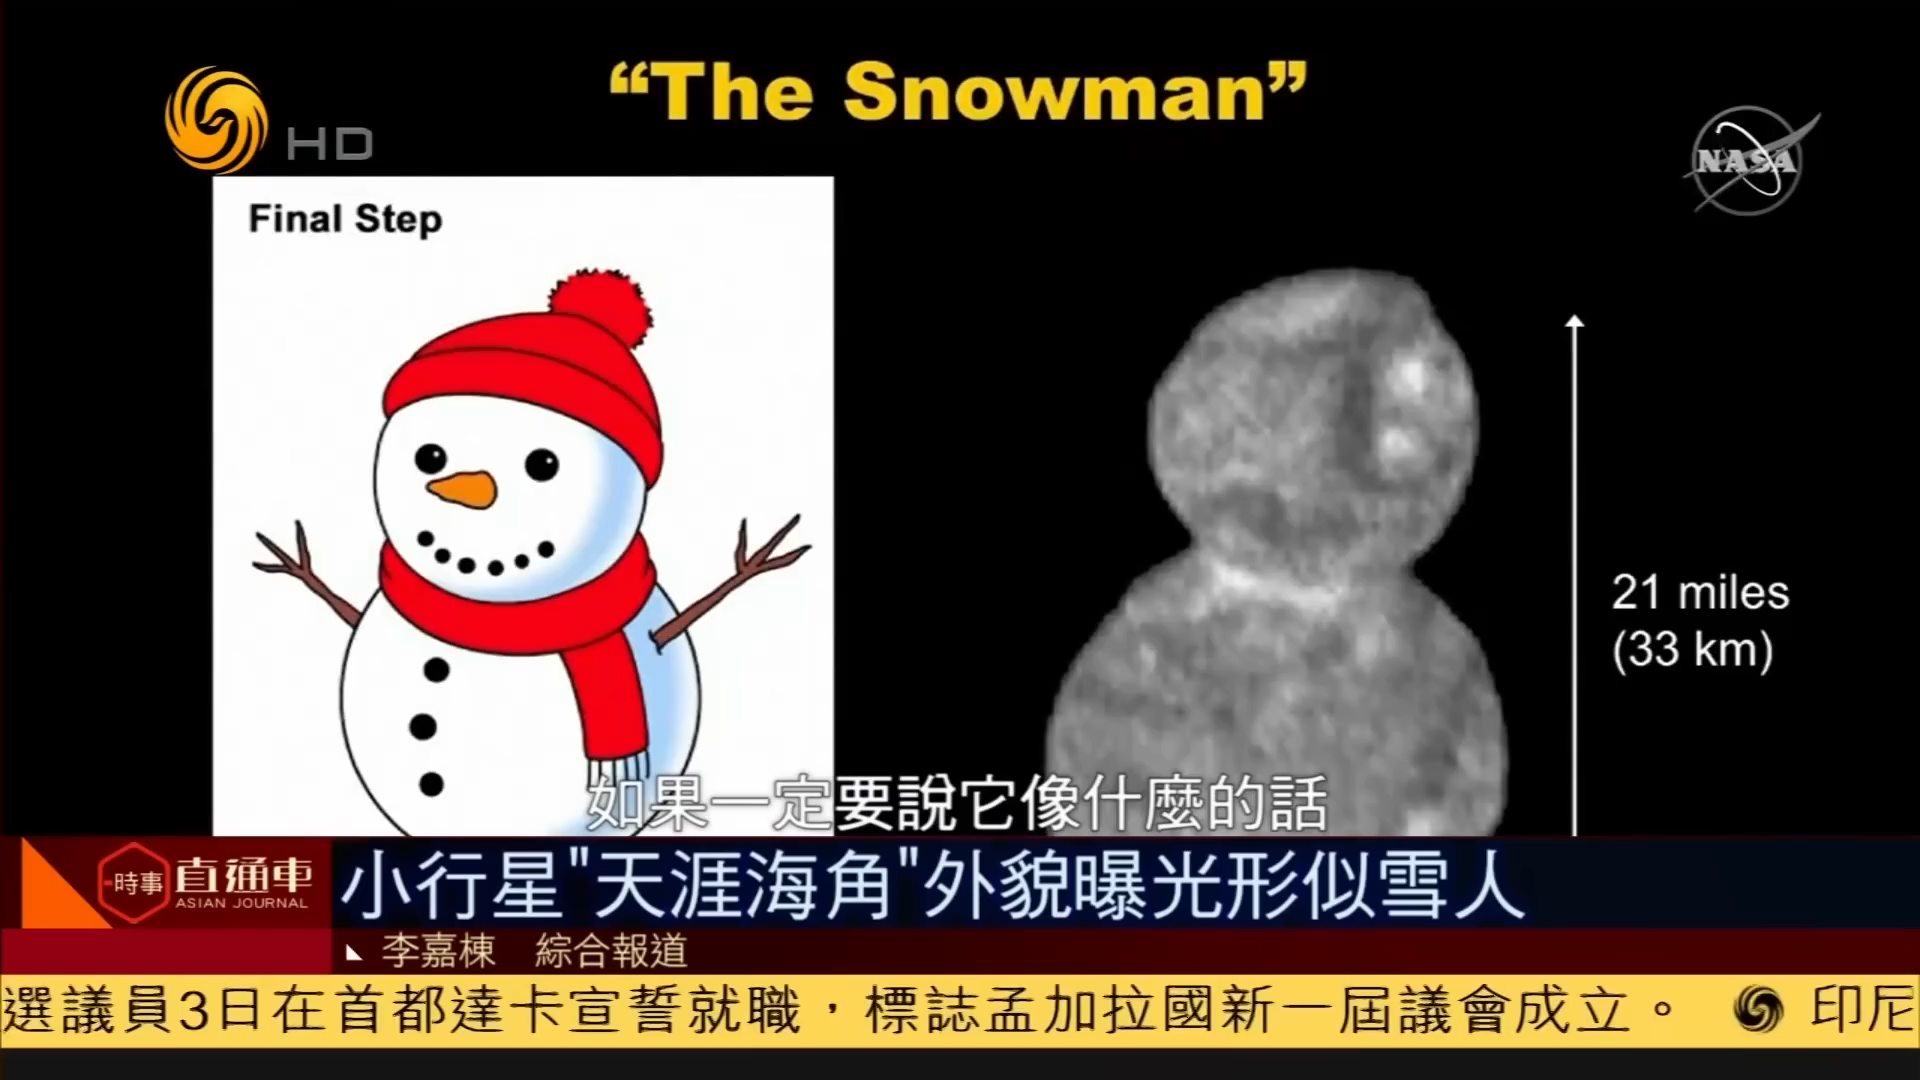 “The Snowman”
HD
NASA
Final Step
21 miles
(33 km)
如果一定要說它像什麼的話
時事
直通車
ASIAN JOURNAL
小行星"天涯海角"外貌曝光形似雪人
李嘉棟 綜合報道
選議員3日在首都達卡宣誓就職，標誌孟加拉國新一屆議會成立。 印尼